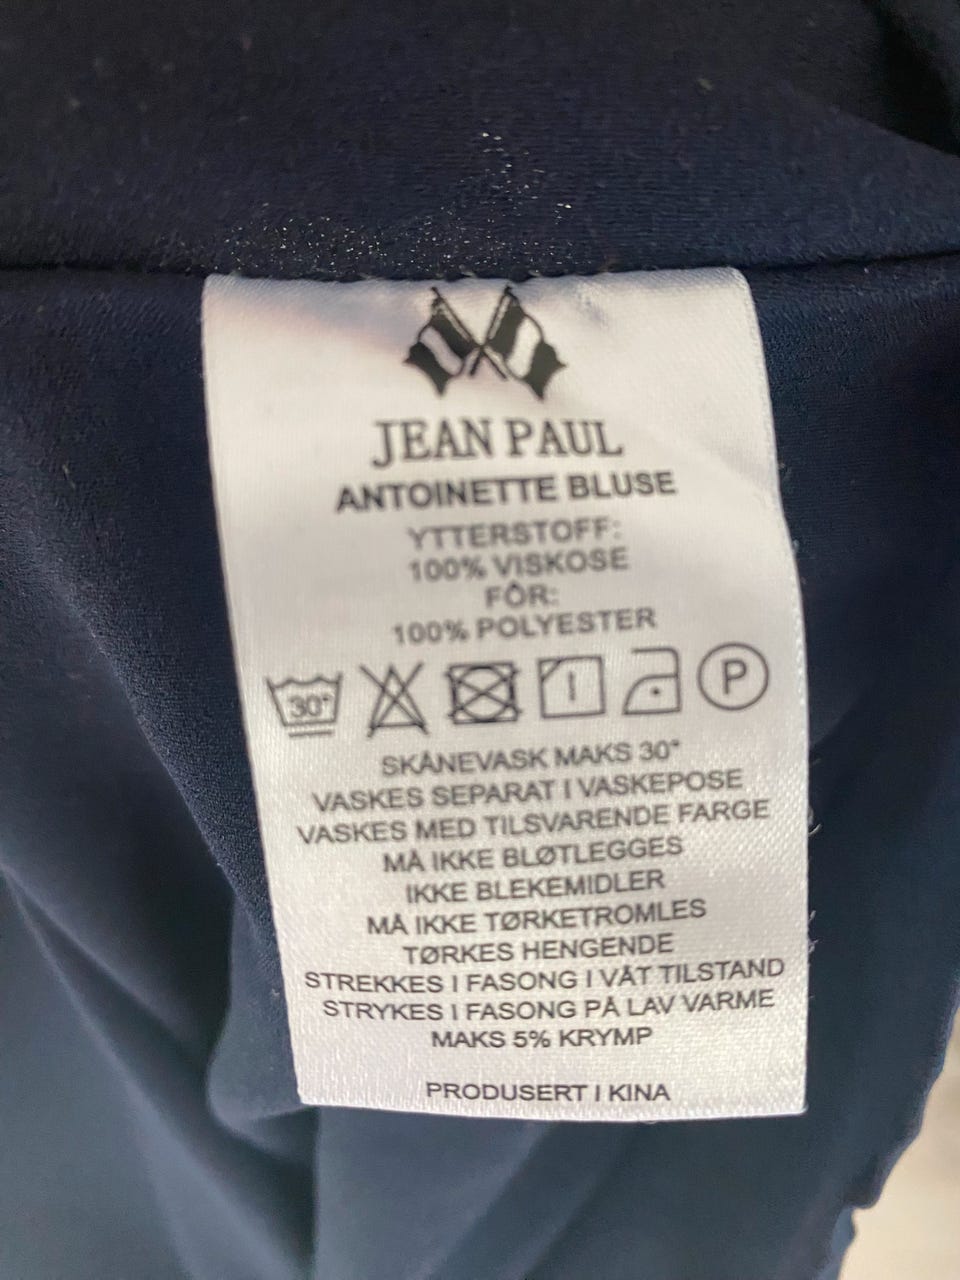 JEAN PAUL
ANTOINETTE BLUSE
YTTERSTOFF:
100% VISKOSE
FÔR:
100% POLYESTER
30° P
SKÅNEVASK MAKS 30°
VASKES SEPARAT I VASKEPOSE
VASKES MED TILSVARENDE FARGE
MÅ IKKE BLØTLEGGES
IKKE BLEKEMIDLER
MÅ IKKE TØRKETROMLES
TØRKES HENGENDE
STREKKES I FASONG I VÅT TILSTAND
STRYKES I FASONG PÅ LAV VARME
MAKS 5% KRYMP
PRODUSERT I KINA